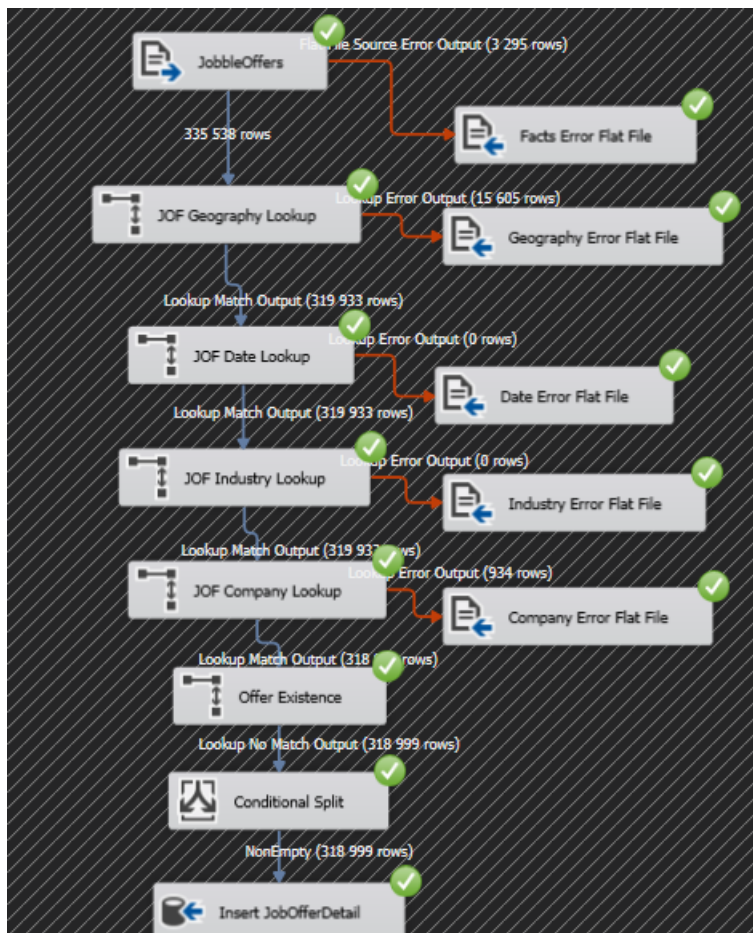 Flat File Source Error Output (3 295 rows)
JobbleOffers
335 538 rows
Facts Error Flat File
Lookup Error Output (15 605 rows)
JOF Geography Lookup
Geography Error Flat File
Lookup Match Output (319 933 rows)
Lookup Error Output (0 rows)
JOF Date Lookup
Date Error Flat File
Lookup Match Output (319 933 rows)
Lookup Error Output (0 rows)
JOF Industry Lookup
Industry Error Flat File
Lookup Match Output (319 933 rows)
Lookup Error Output (934 rows)
JOF Company Lookup
Company Error Flat File
Lookup Match Output (318 rows)
Offer Existence
Lookup No Match Output (318 999 rows)
Conditional Split
NonEmpty (318 999 rows)
Insert JobOfferDetail